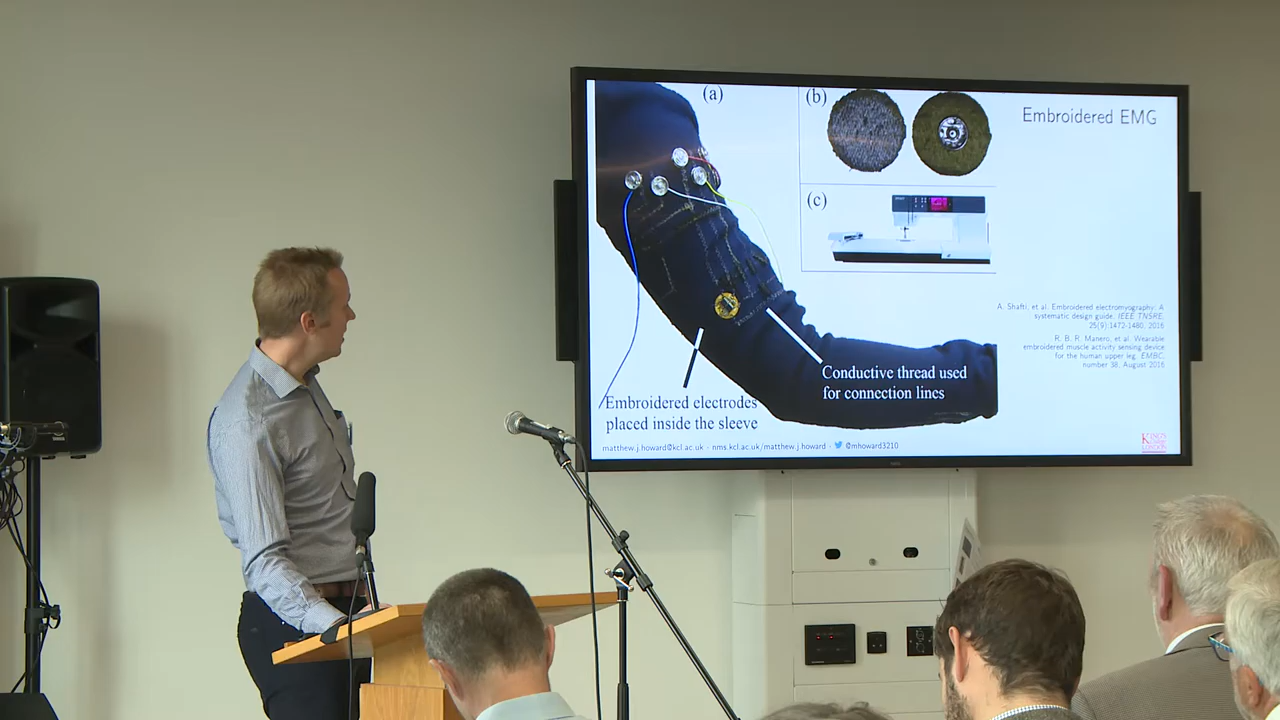 (a)
(b)
Embroidered EMG
(c)
A. Shafti, et al. Embroidered electromyography: A
systematic design guide. IEEE TNSRE,
25(9):1472-1480, 2016
R. B. R. Manero, et al. Wearable
embroidered muscle activity sensing device
for the human upper leg. EMBC,
number 38, August 2016
Conductive thread used
for connection lines
Embroidered electrodes
placed inside the sleeve
matthew.j.howard@kcl.ac.uk - nms.kcl.ac.uk/matthew.j.howard @mhoward3210
KING'S
College
LONDON